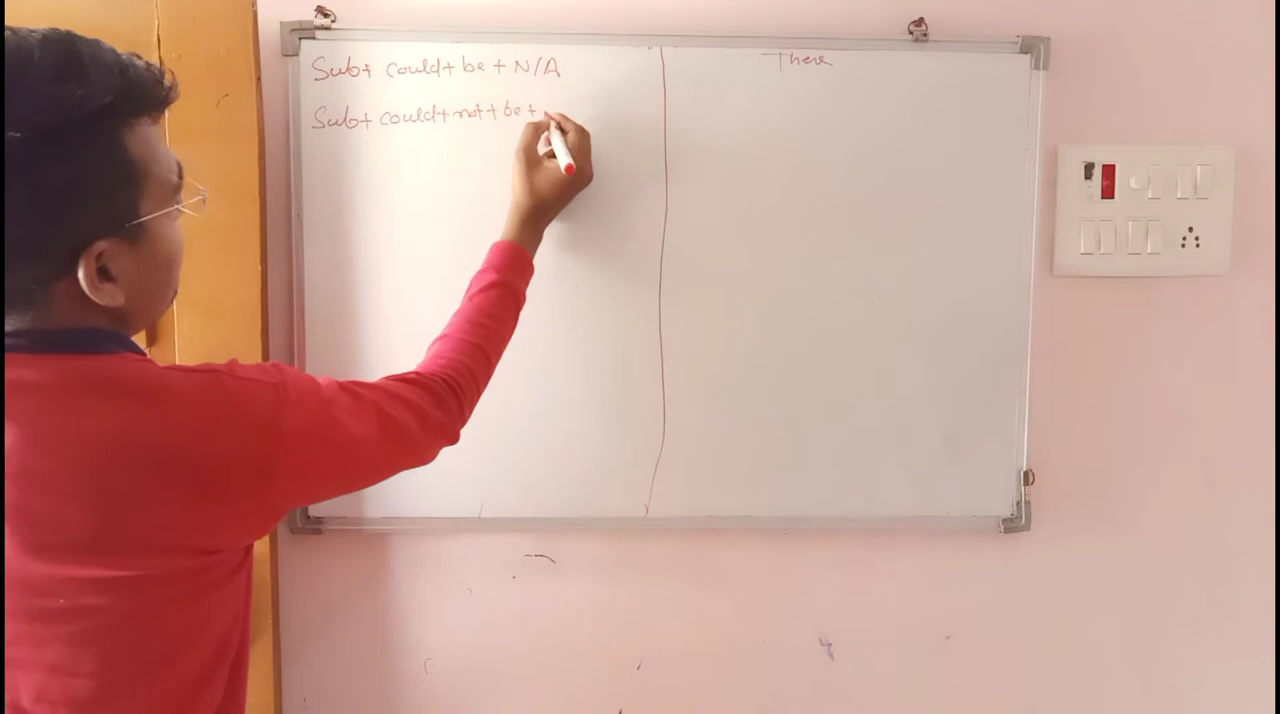 Sub+ could+ be + N/A
Sub+ could+not+ be +
There